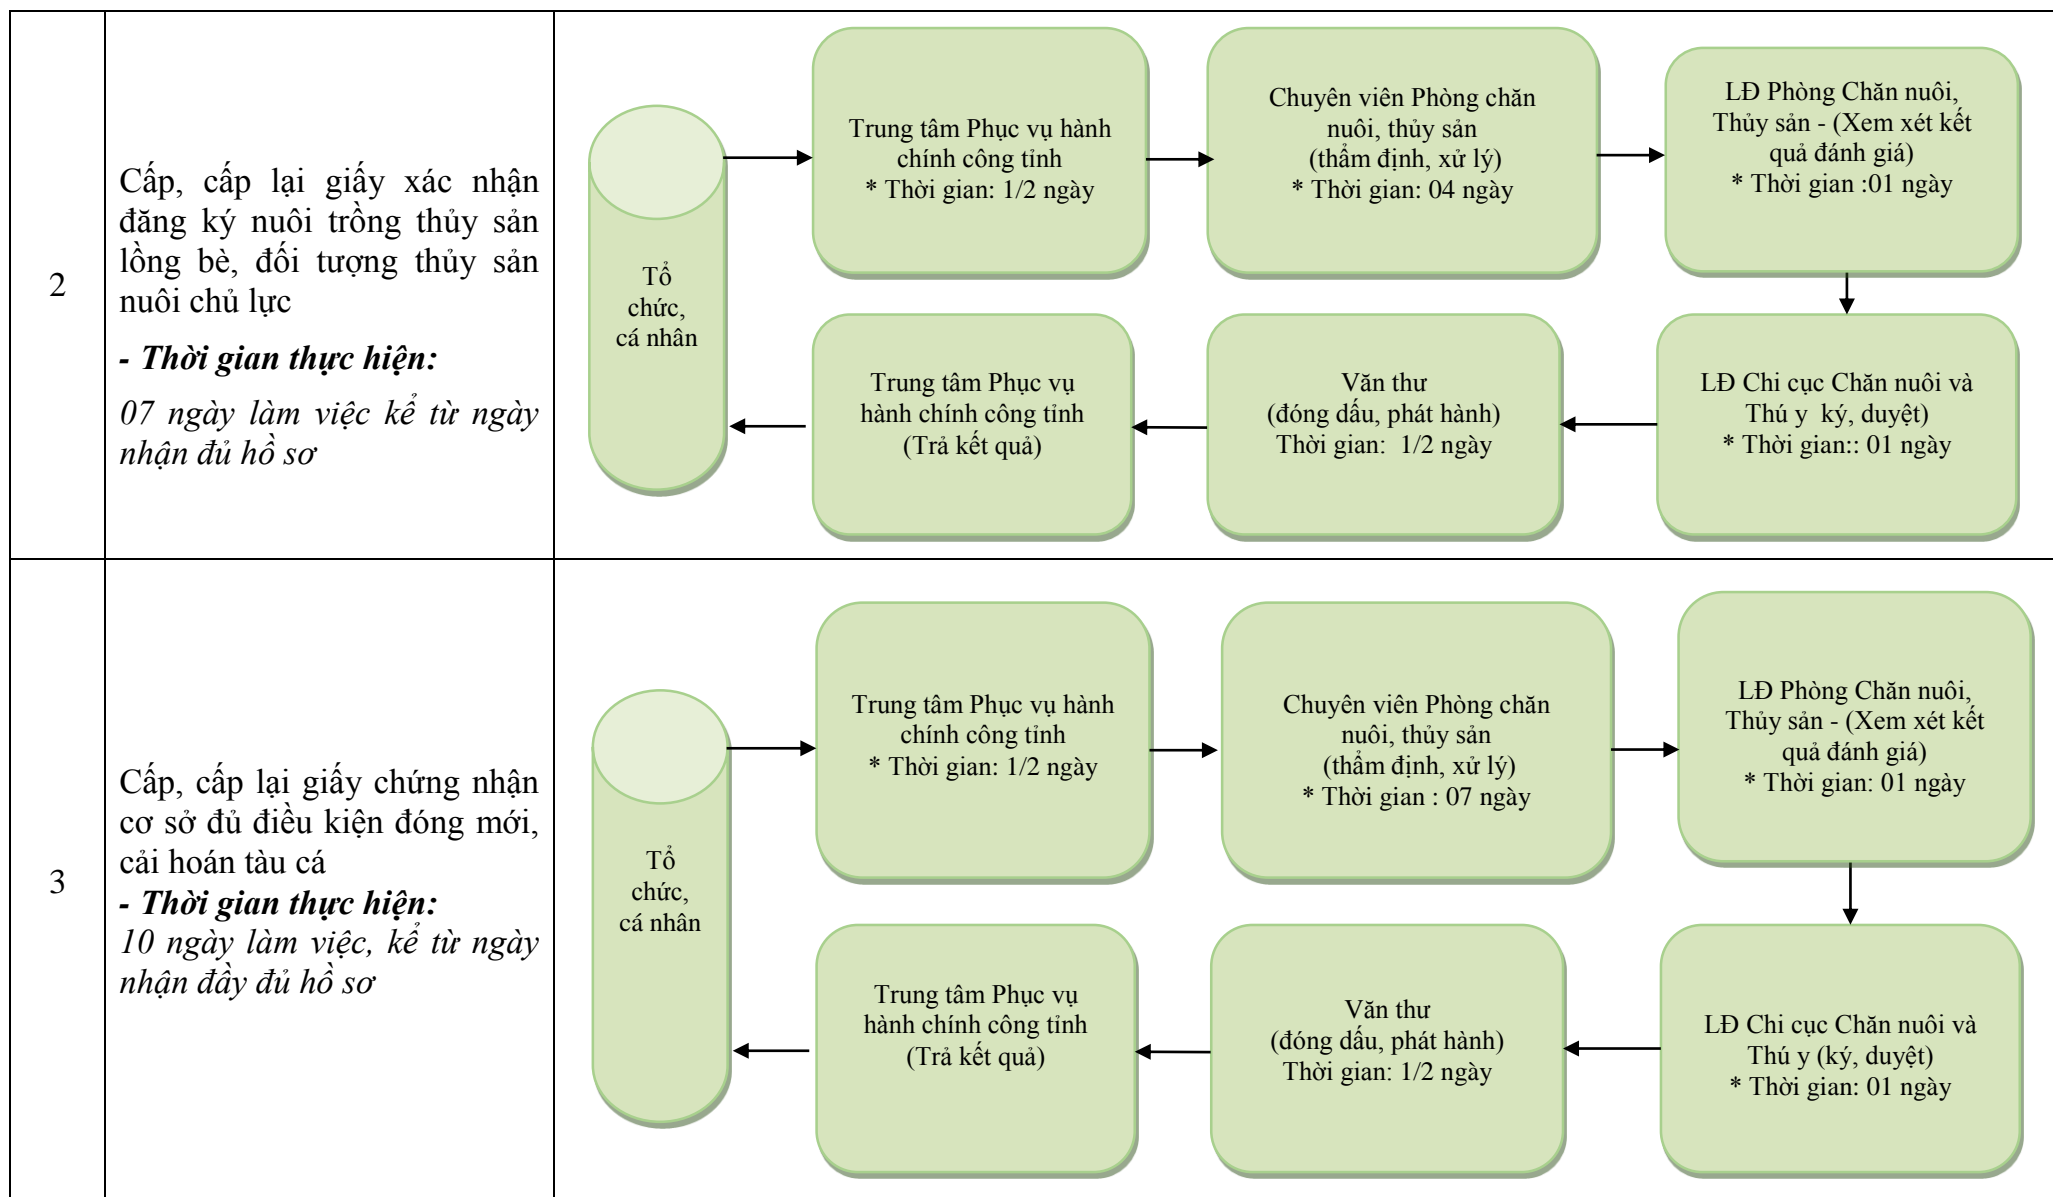 2
Cấp, cấp lại giấy xác nhận
đăng ký nuôi trồng thủy sản
lồng bè, đối tượng thủy sản
nuôi chủ lực
- Thời gian thực hiện:
07 ngày làm việc kể từ ngày
nhận đủ hồ sơ
Tổ
chức,
cá nhân
Trung tâm Phục vụ hành
chính công tỉnh
* Thời gian: 1/2 ngày
Chuyên viên Phòng chăn
nuôi, thủy sản
(thẩm định, xử lý)
* Thời gian: 04 ngày
LĐ Phòng Chăn nuôi,
Thủy sản - (Xem xét kết
quả đánh giá)
* Thời gian :01 ngày
LĐ Chi cục Chăn nuôi và
Thú y  ký, duyệt)
* Thời gian:: 01 ngày
Văn thư
(đóng dấu, phát hành)
Thời gian:  1/2 ngày
Trung tâm Phục vụ
hành chính công tỉnh
(Trả kết quả)
3
Cấp, cấp lại giấy chứng nhận
cơ sở đủ điều kiện đóng mới,
cải hoán tàu cá
- Thời gian thực hiện:
10 ngày làm việc, kể từ ngày
nhận đầy đủ hồ sơ
Tổ
chức,
cá nhân
Trung tâm Phục vụ hành
chính công tỉnh
* Thời gian: 1/2 ngày
Chuyên viên Phòng chăn
nuôi, thủy sản
(thẩm định, xử lý)
* Thời gian : 07 ngày
LĐ Phòng Chăn nuôi,
Thủy sản - (Xem xét kết
quả đánh giá)
* Thời gian: 01 ngày
LĐ Chi cục Chăn nuôi và
Thú y (ký, duyệt)
* Thời gian: 01 ngày
Văn thư
(đóng dấu, phát hành)
Thời gian: 1/2 ngày
Trung tâm Phục vụ
hành chính công tỉnh
(Trả kết quả)